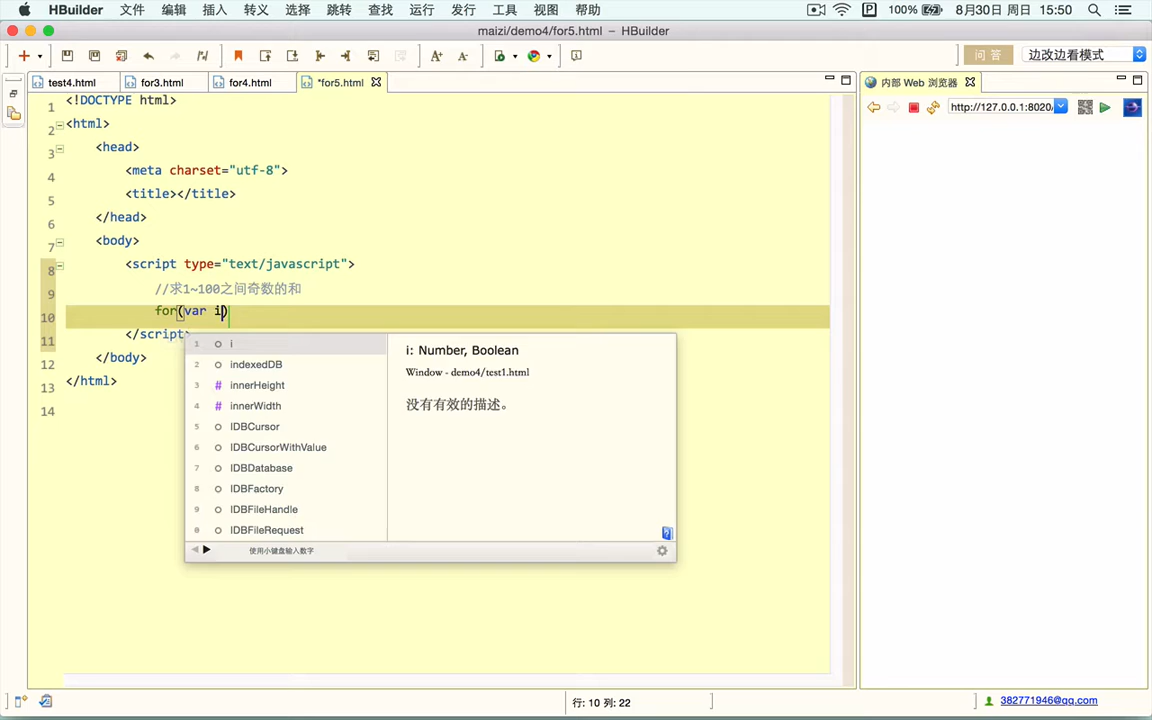 HBuilder 文件 编辑 插入 转义 选择 跳转 查找 运行 发行 工具 视图 帮助 P 100% 8月30日 周日 15:50
maizi/demo4/for5.html – HBuilder
问 答 边改边看模式
test4.html for3.html for4.html *for5.html 内部 Web 浏览器
http://127.0.0.1:8020/
1 <!DOCTYPE html>
2 <html>
3 <head>
4 <meta charset="utf-8">
5 <title></title>
6 </head>
7 <body>
8 <script type="text/javascript">
9 //求1~100之间奇数的和
10 for(var i)
11 </script>
12 </body>
13 </html>
14
1 i
2 indexedDB
3 # innerHeight
4 # innerWidth
5 IDBCursor
6 IDBCursorWithValue
7 IDBDatabase
8 IDBFactory
9 IDBFileHandle
0 IDBFileRequest
使用小键盘输入数字
i: Number, Boolean
Window - demo4/test1.html
没有有效的描述。
行: 10 列: 22
382771946@qq.com